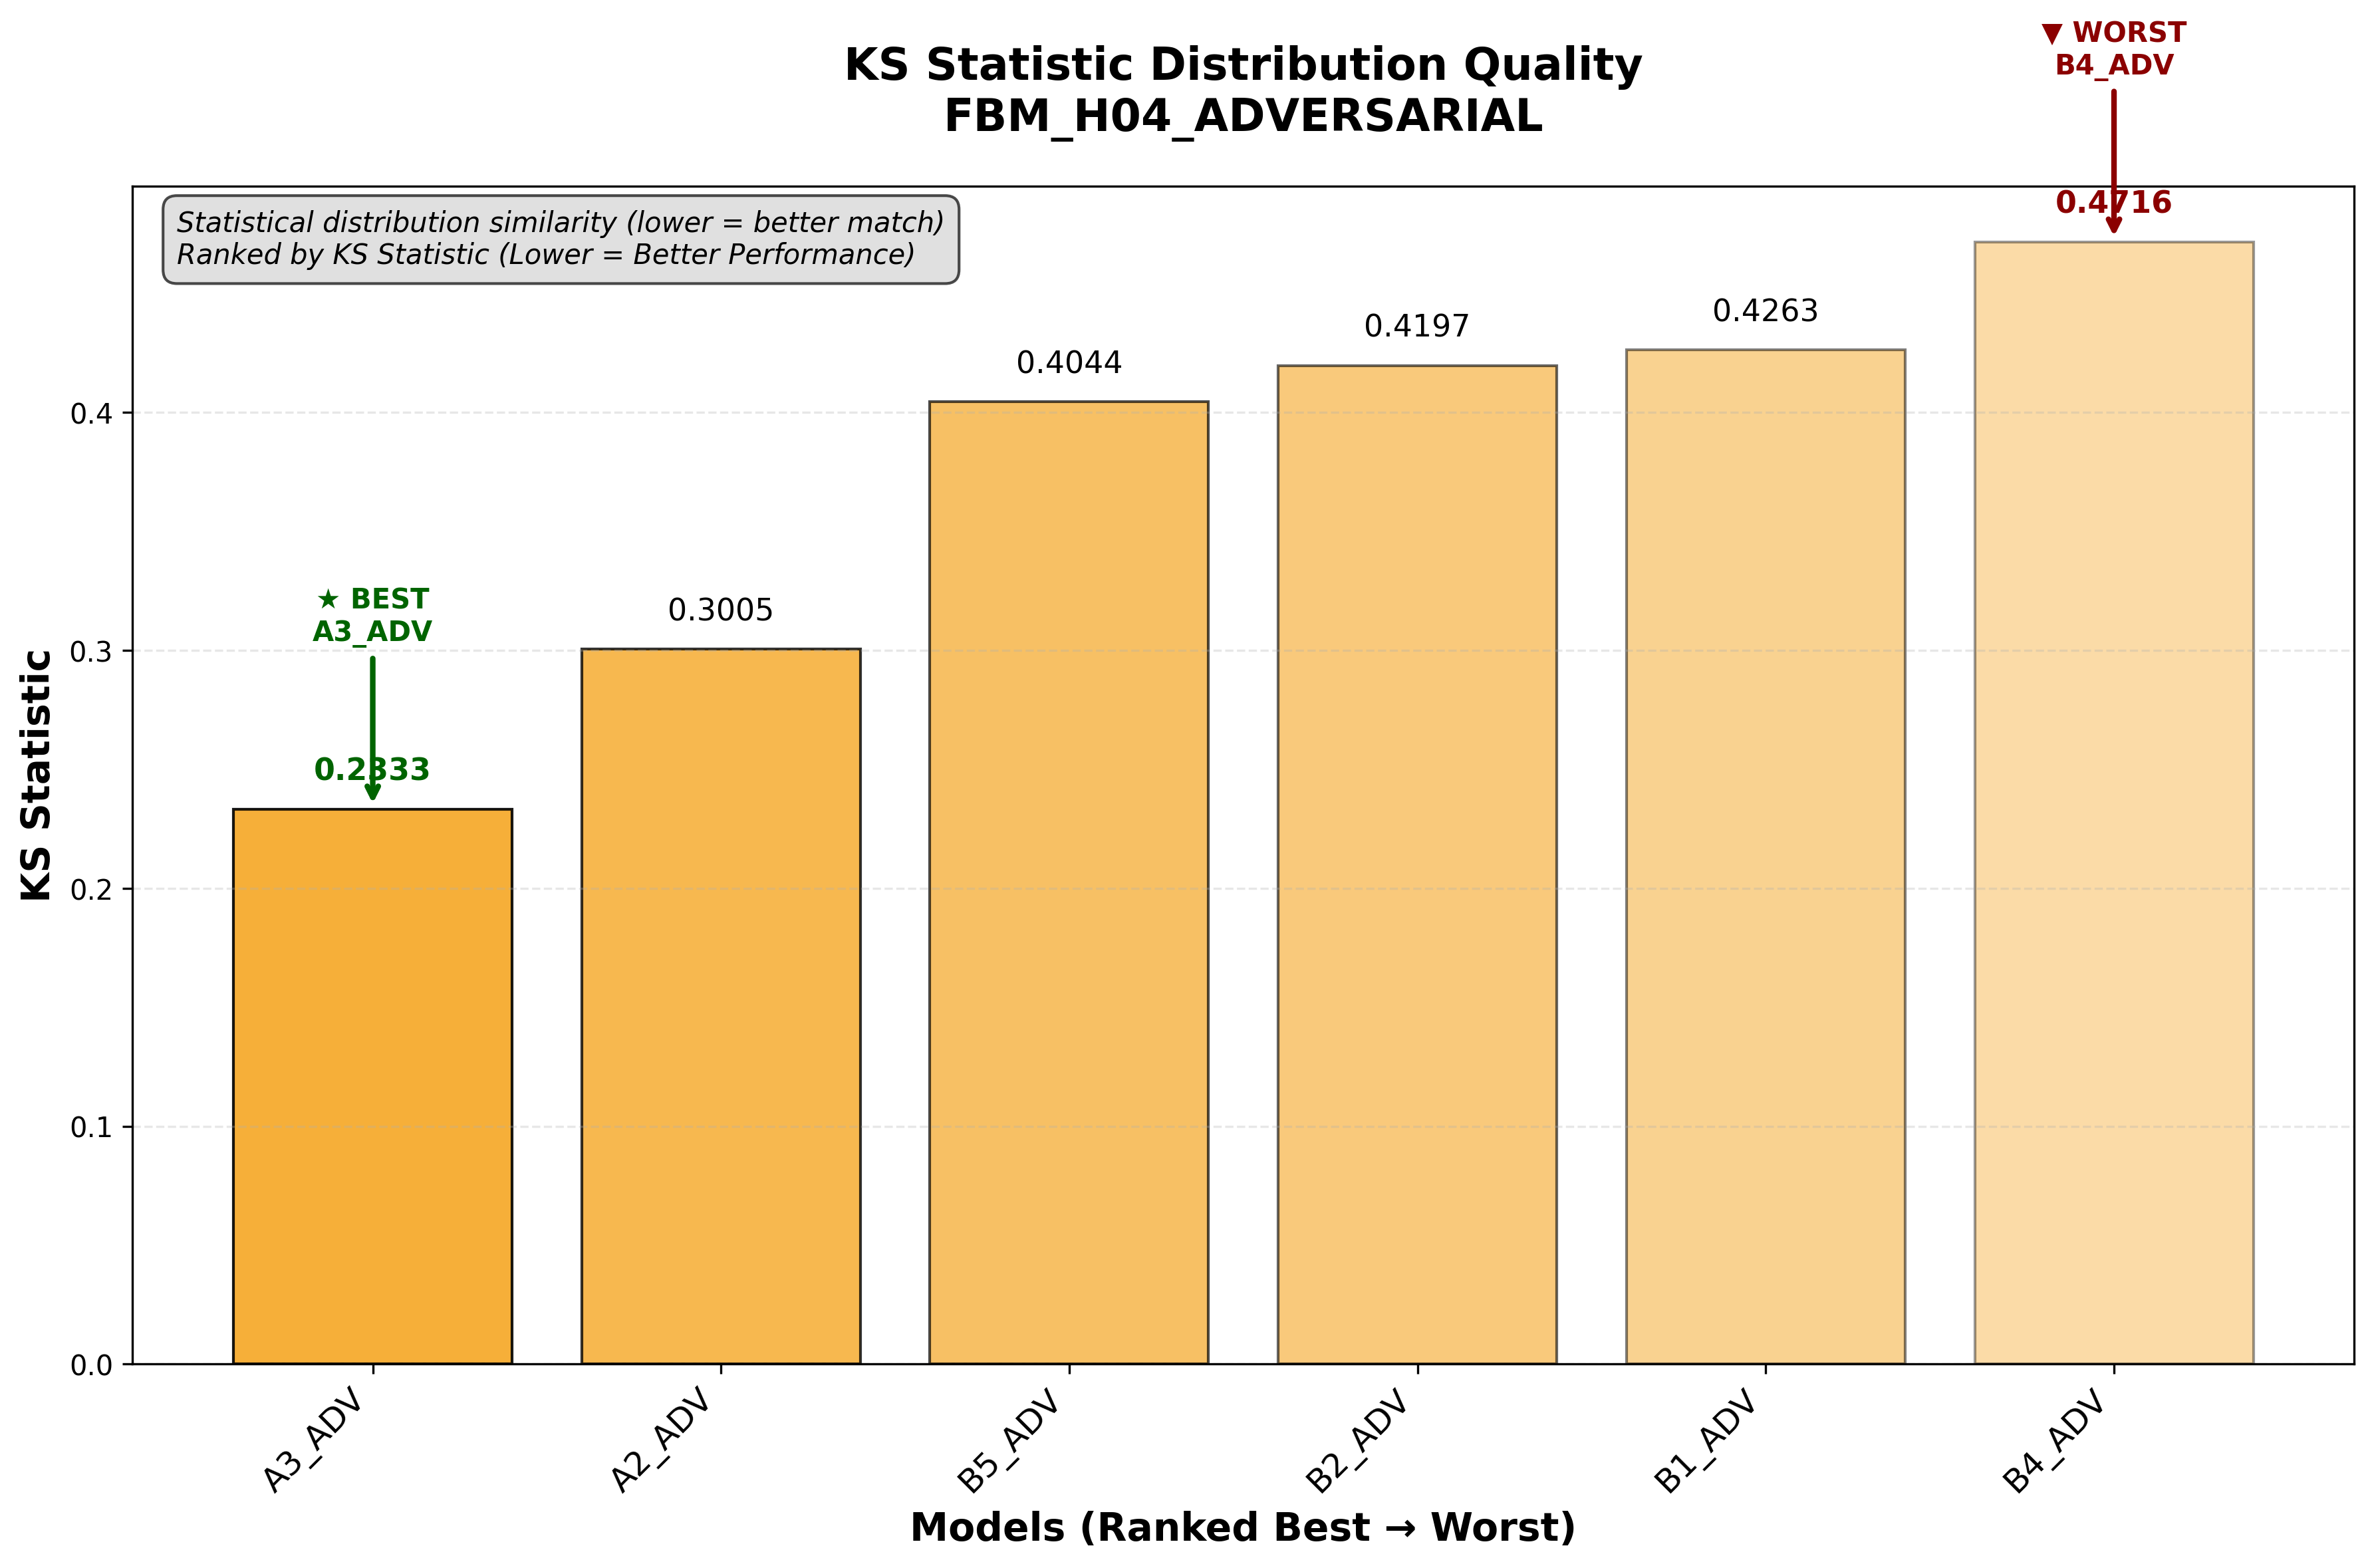 ▼ WORST
B4_ADV
KS Statistic Distribution Quality
FBM_H04_ADVERSARIAL
Statistical distribution similarity (lower = better match)
Ranked by KS Statistic (Lower = Better Performance)
0.4716
0.4263
0.4197
0.4044
0.3005
★ BEST
A3_ADV
0.2333
KS Statistic
0.4
0.3
0.2
0.1
0.0
A3_ADV
A2_ADV
B5_ADV
B2_ADV
B1_ADV
B4_ADV
Models (Ranked Best → Worst)